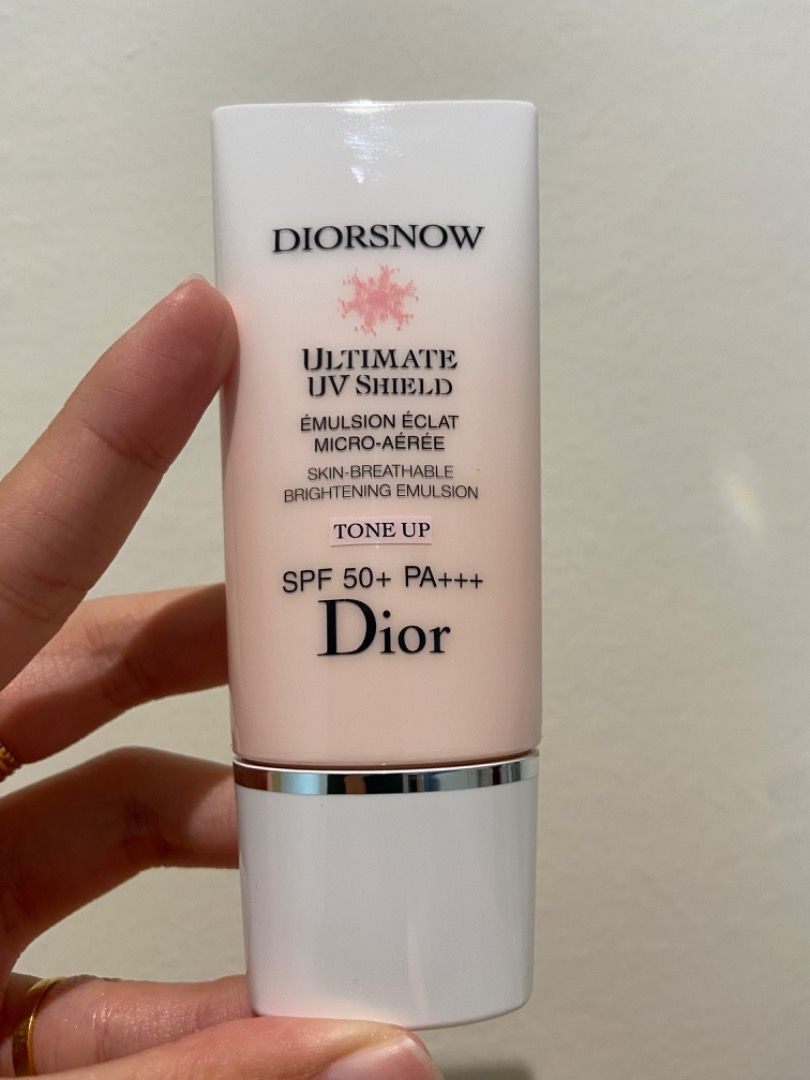 DIORSNOW
ULTIMATE
UV SHIELD
ÉMULSION ÉCLAT
MICRO-AÉRÉE
SKIN-BREATHABLE
BRIGHTENING EMULSION
TONE UP
SPF 50+ PA+++
Dior